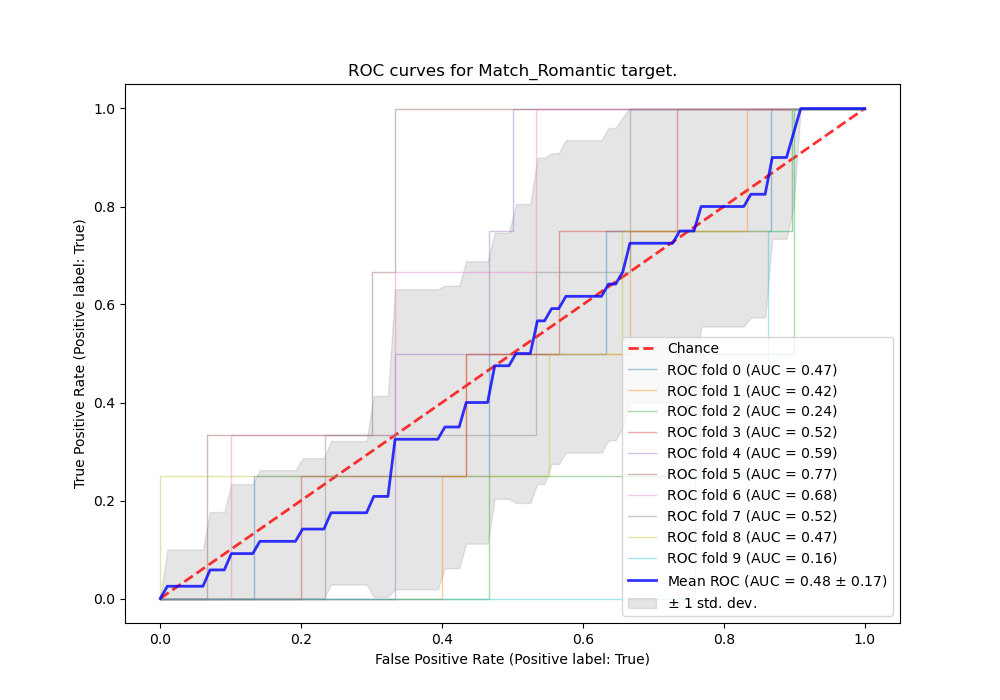 ROC curves for Match_Romantic target.
True Positive Rate (Positive label: True)
1.0
0.8
0.6
0.4
0.2
0.0
Chance
ROC fold 0 (AUC = 0.47)
ROC fold 1 (AUC = 0.42)
ROC fold 2 (AUC = 0.24)
ROC fold 3 (AUC = 0.52)
ROC fold 4 (AUC = 0.59)
ROC fold 5 (AUC = 0.77)
ROC fold 6 (AUC = 0.68)
ROC fold 7 (AUC = 0.52)
ROC fold 8 (AUC = 0.47)
ROC fold 9 (AUC = 0.16)
Mean ROC (AUC = 0.48 ± 0.17)
± 1 std. dev.
0.0 0.2 0.4 0.6 0.8 1.0
False Positive Rate (Positive label: True)